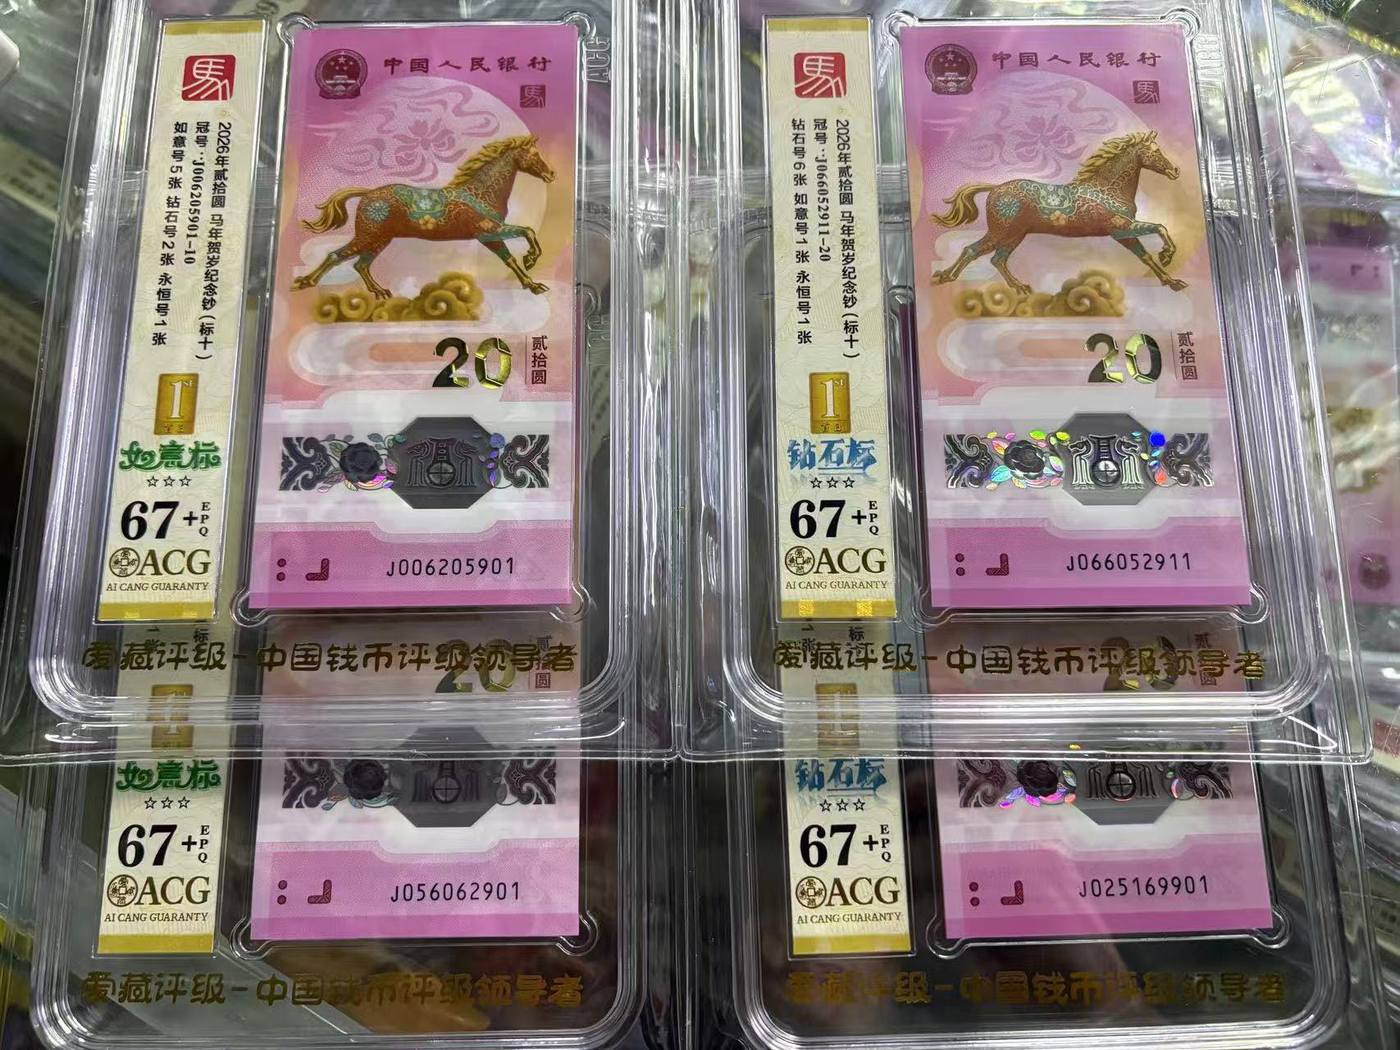 馬
2026年贰拾圆 马年贺岁纪念钞(标十)
冠号:J006205901-10
如意号5张 钻石号2张 永恒号1张
1ST
如意标
☆☆☆
67+EPQ
ACG
AI CANG GUARANTY
中国人民银行
馬
20
贰拾圆
J006205901
爱藏评级-中国钱币评级领导者
馬
2026年贰拾圆 马年贺岁纪念钞(标十)
冠号:J066052911-20
钻石号6张 如意号1张 永恒号1张
1ST
钻石标
☆☆☆
67+EPQ
ACG
AI CANG GUARANTY
中国人民银行
馬
20
贰拾圆
J066052911
爱藏评级-中国钱币评级领导者
如意标
☆☆☆
67+EPQ
ACG
AI CANG GUARANTY
20
J056062901
爱藏评级-中国钱币评级领导者
钻石标
☆☆☆
67+EPQ
ACG
AI CANG GUARANTY
20
J025169901
爱藏评级-中国钱币评级领导者